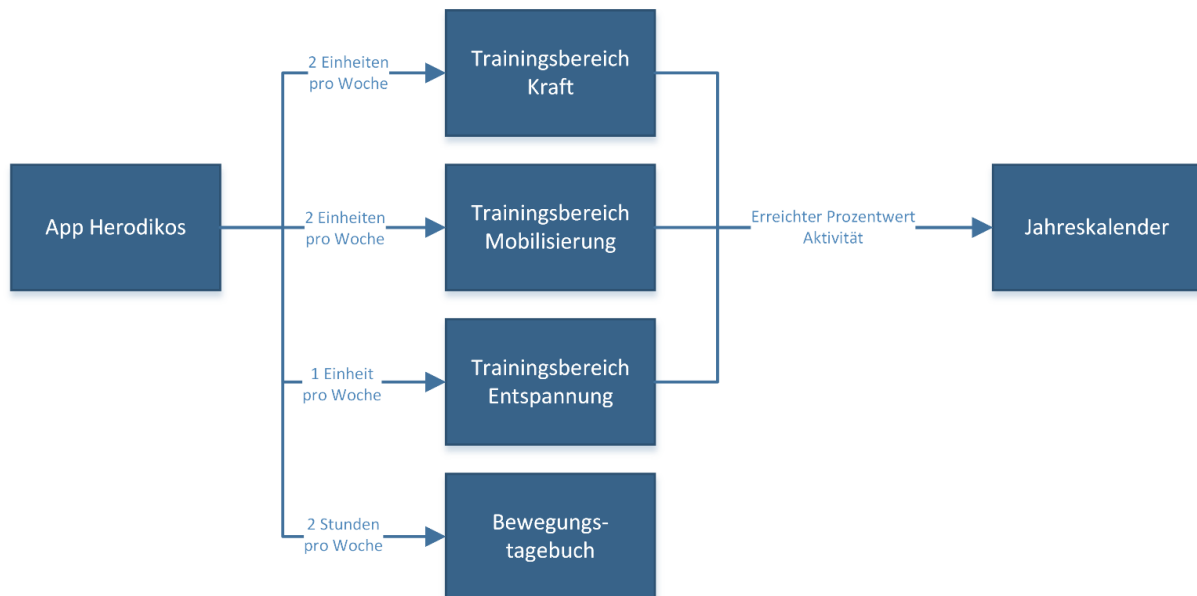 2 Einheiten
pro Woche
Trainingsbereich
Kraft
App Herodikos
2 Einheiten
pro Woche
Trainingsbereich
Mobilisierung
Erreichter Prozentwert
Aktivität
Jahreskalender
1 Einheit
pro Woche
Trainingsbereich
Entspannung
2 Stunden
pro Woche
Bewegungs-
tagebuch